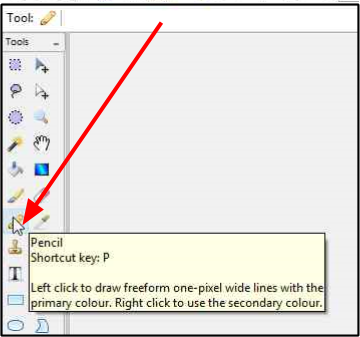 Tool:
Tools
Pencil
Shortcut key: P
Left click to draw freeform one-pixel wide lines with the
primary colour. Right click to use the secondary colour.
T